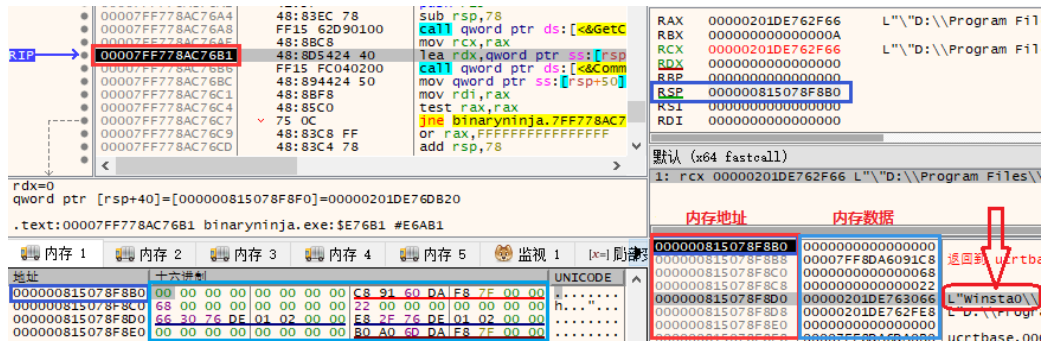 00007FF778AC76A4 48:83EC 78 sub rsp,78
00007FF778AC76A8 FF15 62D90100 call qword ptr ds:[<&GetC
00007FF778AC76AE 48:8BC8 mov rcx,rax
RIP 00007FF778AC76B1 48:8D5424 40 lea rdx,qword ptr ss:[rsp
00007FF778AC76B6 FF15 FC040200 call qword ptr ds:[<&Comm
00007FF778AC76BC 48:894424 50 mov qword ptr ss:[rsp+50]
00007FF778AC76C1 48:8BF8 mov rdi,rax
00007FF778AC76C4 48:85C0 test rax,rax
00007FF778AC76C7 75 0C jne binaryninja.7FF778AC7
00007FF778AC76C9 48:83C8 FF or rax,FFFFFFFFFFFFFFFF
00007FF778AC76CD 48:83C4 78 add rsp,78
rdx=0
qword ptr [rsp+40]=[000000815078F8F0]=00000201DE76DB20
.text:00007FF778AC76B1 binaryninja.exe:$E76B1 #E6AB1
内存 1 内存 2 内存 3 内存 4 内存 5 监视 1 [x=]
地址 十六进制 UNICODE
000000815078F8B0 00 00 00 00 00 00 00 00 C8 91 60 DA F8 7F 00 00 ........
000000815078F8C0 68 00 00 00 00 00 00 00 22 00 00 00 00 00 00 00 h..."...
000000815078F8D0 66 30 76 DE 01 02 00 00 E8 2F 76 DE 01 02 00 00 ........
000000815078F8E0 00 00 00 00 00 00 00 00 B0 A0 6D DA F8 7F 00 00 ........
RAX 00000201DE762F66 L"\"D:\\Program Fil
RBX 000000000000000A
RCX 00000201DE762F66 L"\"D:\\Program Fil
RDX 0000000000000000
RBP 0000000000000000
RSP 000000815078F8B0
RSI 0000000000000000
RDI 0000000000000000
默认 (x64 fastcall)
1: rcx 00000201DE762F66 L"\"D:\\Program Files\\
内存地址 内存数据
000000815078F8B0 0000000000000000
000000815078F8B8 00007FF8DA6091C8 返回到 ucrtba
000000815078F8C0 0000000000000068
000000815078F8C8 0000000000000022
000000815078F8D0 00000201DE763066 L"Winsta0\\
000000815078F8D8 00000201DE762FE8 L"D:\\Progra
000000815078F8E0 0000000000000000
000000815078F8E8 00007FF8DA6DA0B0 ucrtbase.00